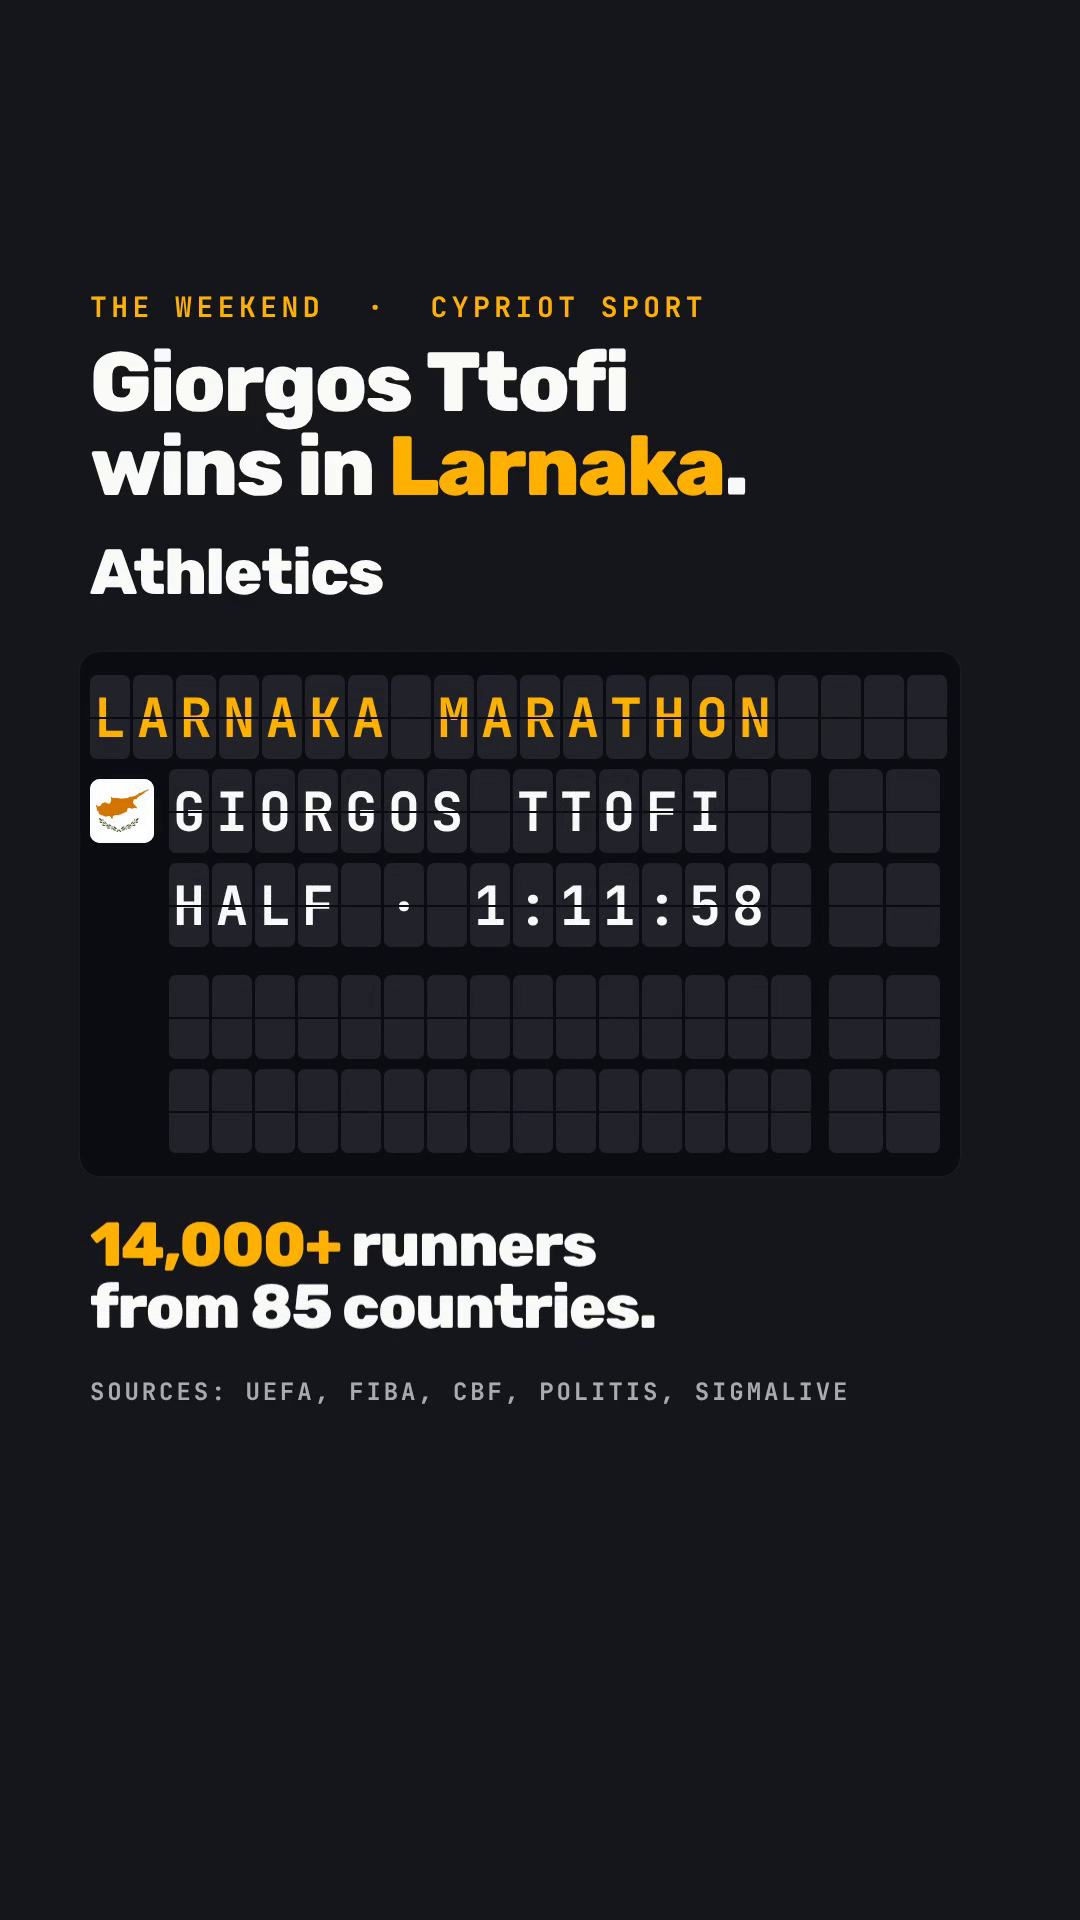 THE WEEKEND · CYPRIOT SPORT
Giorgos Ttofi
wins in Larnaka.
Athletics
LARNAKA MARATHON
GIORGOS TTOFI
HALF · 1:11:58
14,000+ runners
from 85 countries.
SOURCES: UEFA, FIBA, CBF, POLITIS, SIGMALIVE